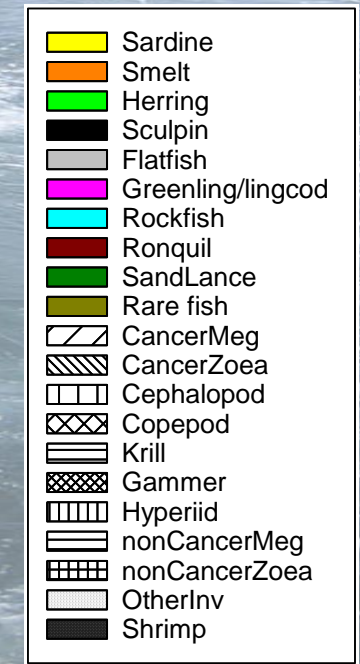 Sardine
Smelt
Herring
Sculpin
Flatfish
Greenling/lingcod
Rockfish
Ronquil
SandLance
Rare fish
CancerMeg
CancerZoea
Cephalopod
Copepod
Krill
Gammer
Hyperiid
nonCancerMeg
nonCancerZoea
OtherInv
Shrimp